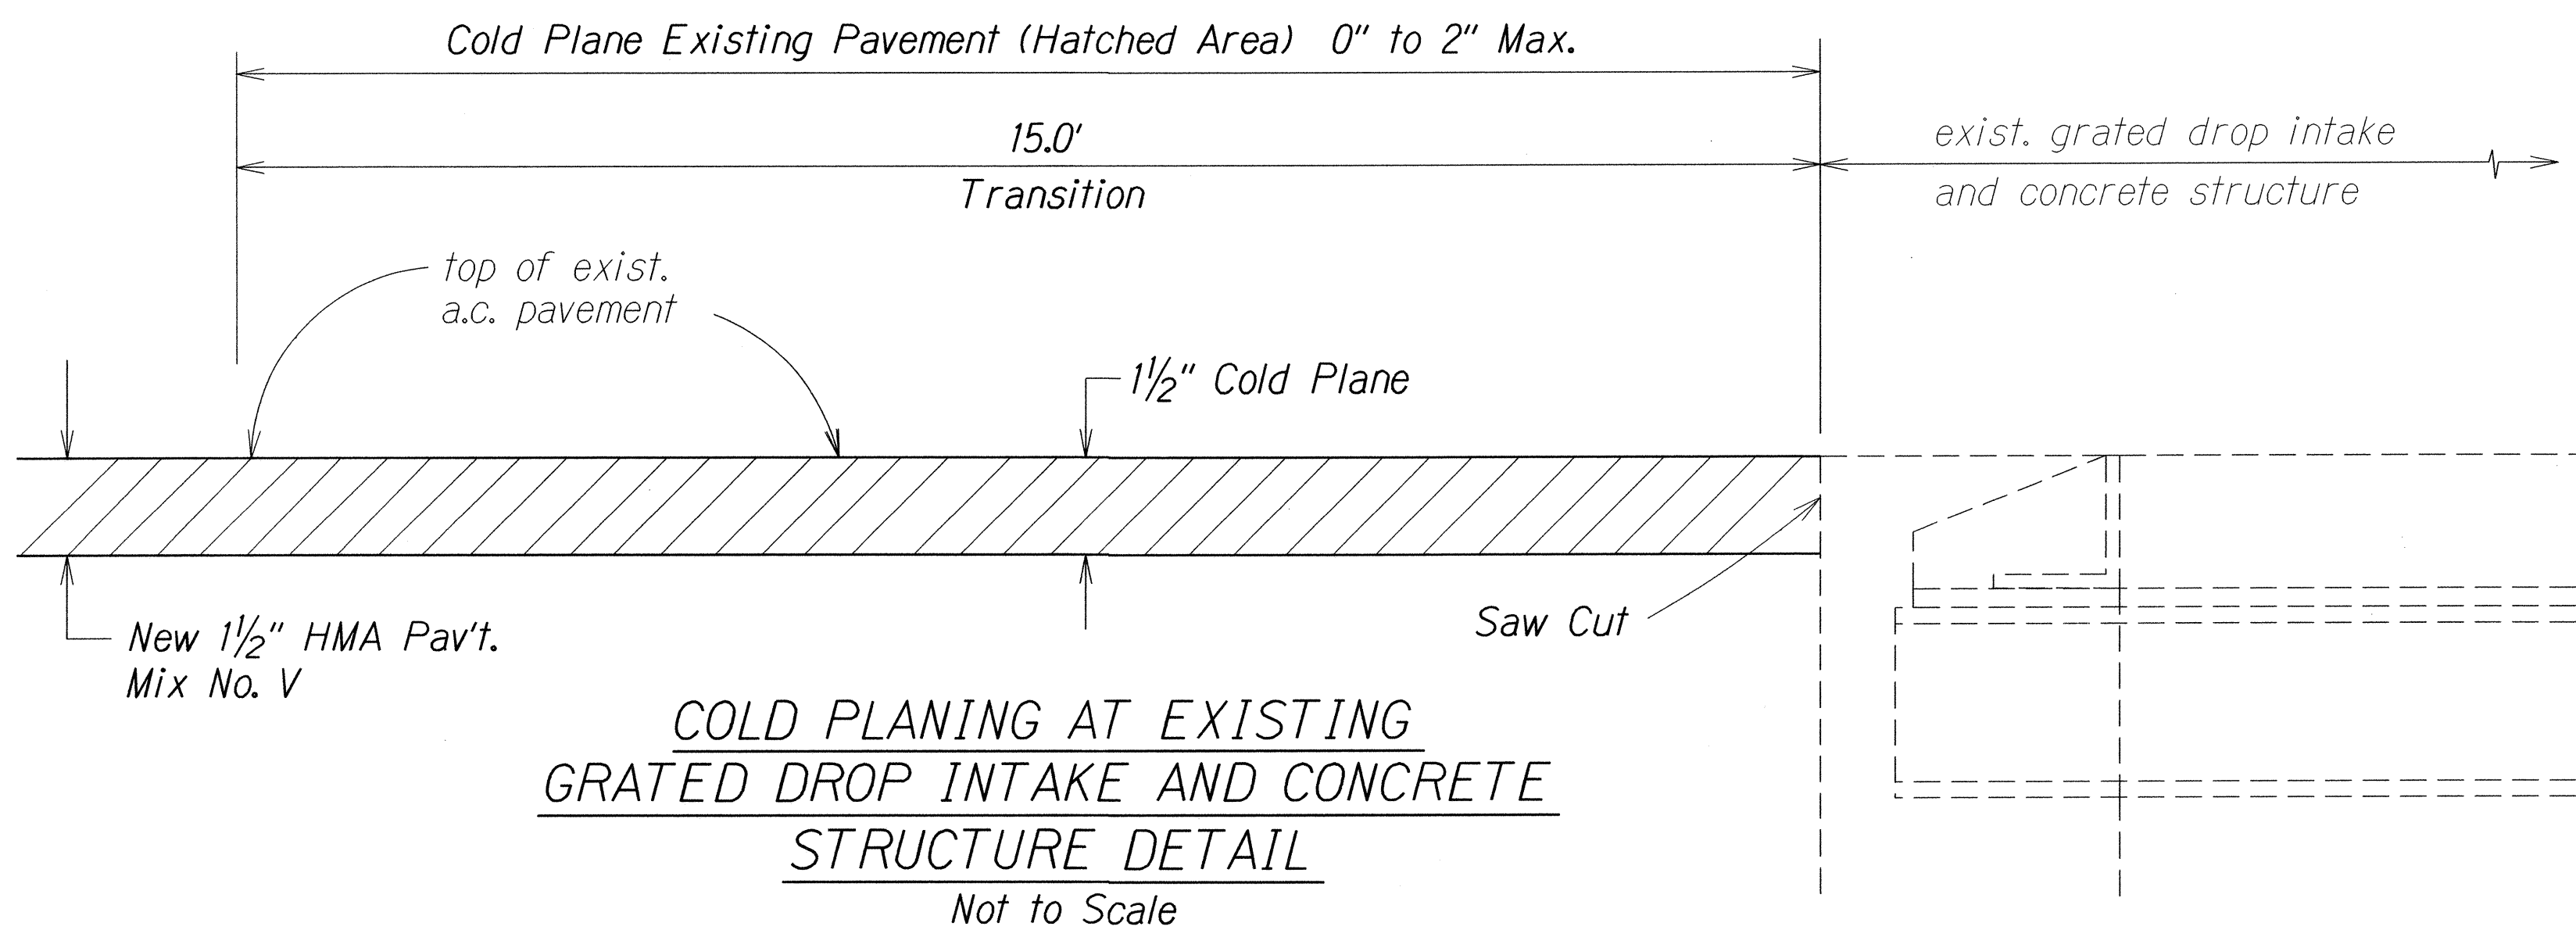 Cold Plane Existing Pavement (Hatched Area) 0" to 2" Max.
15.0'
Transition
exist. grated drop intake
and concrete structure
top of exist.
a.c. pavement
1½" Cold Plane
Saw Cut
New 1½" HMA Pav't.
Mix No. V
COLD PLANING AT EXISTING
GRATED DROP INTAKE AND CONCRETE
STRUCTURE DETAIL
Not to Scale